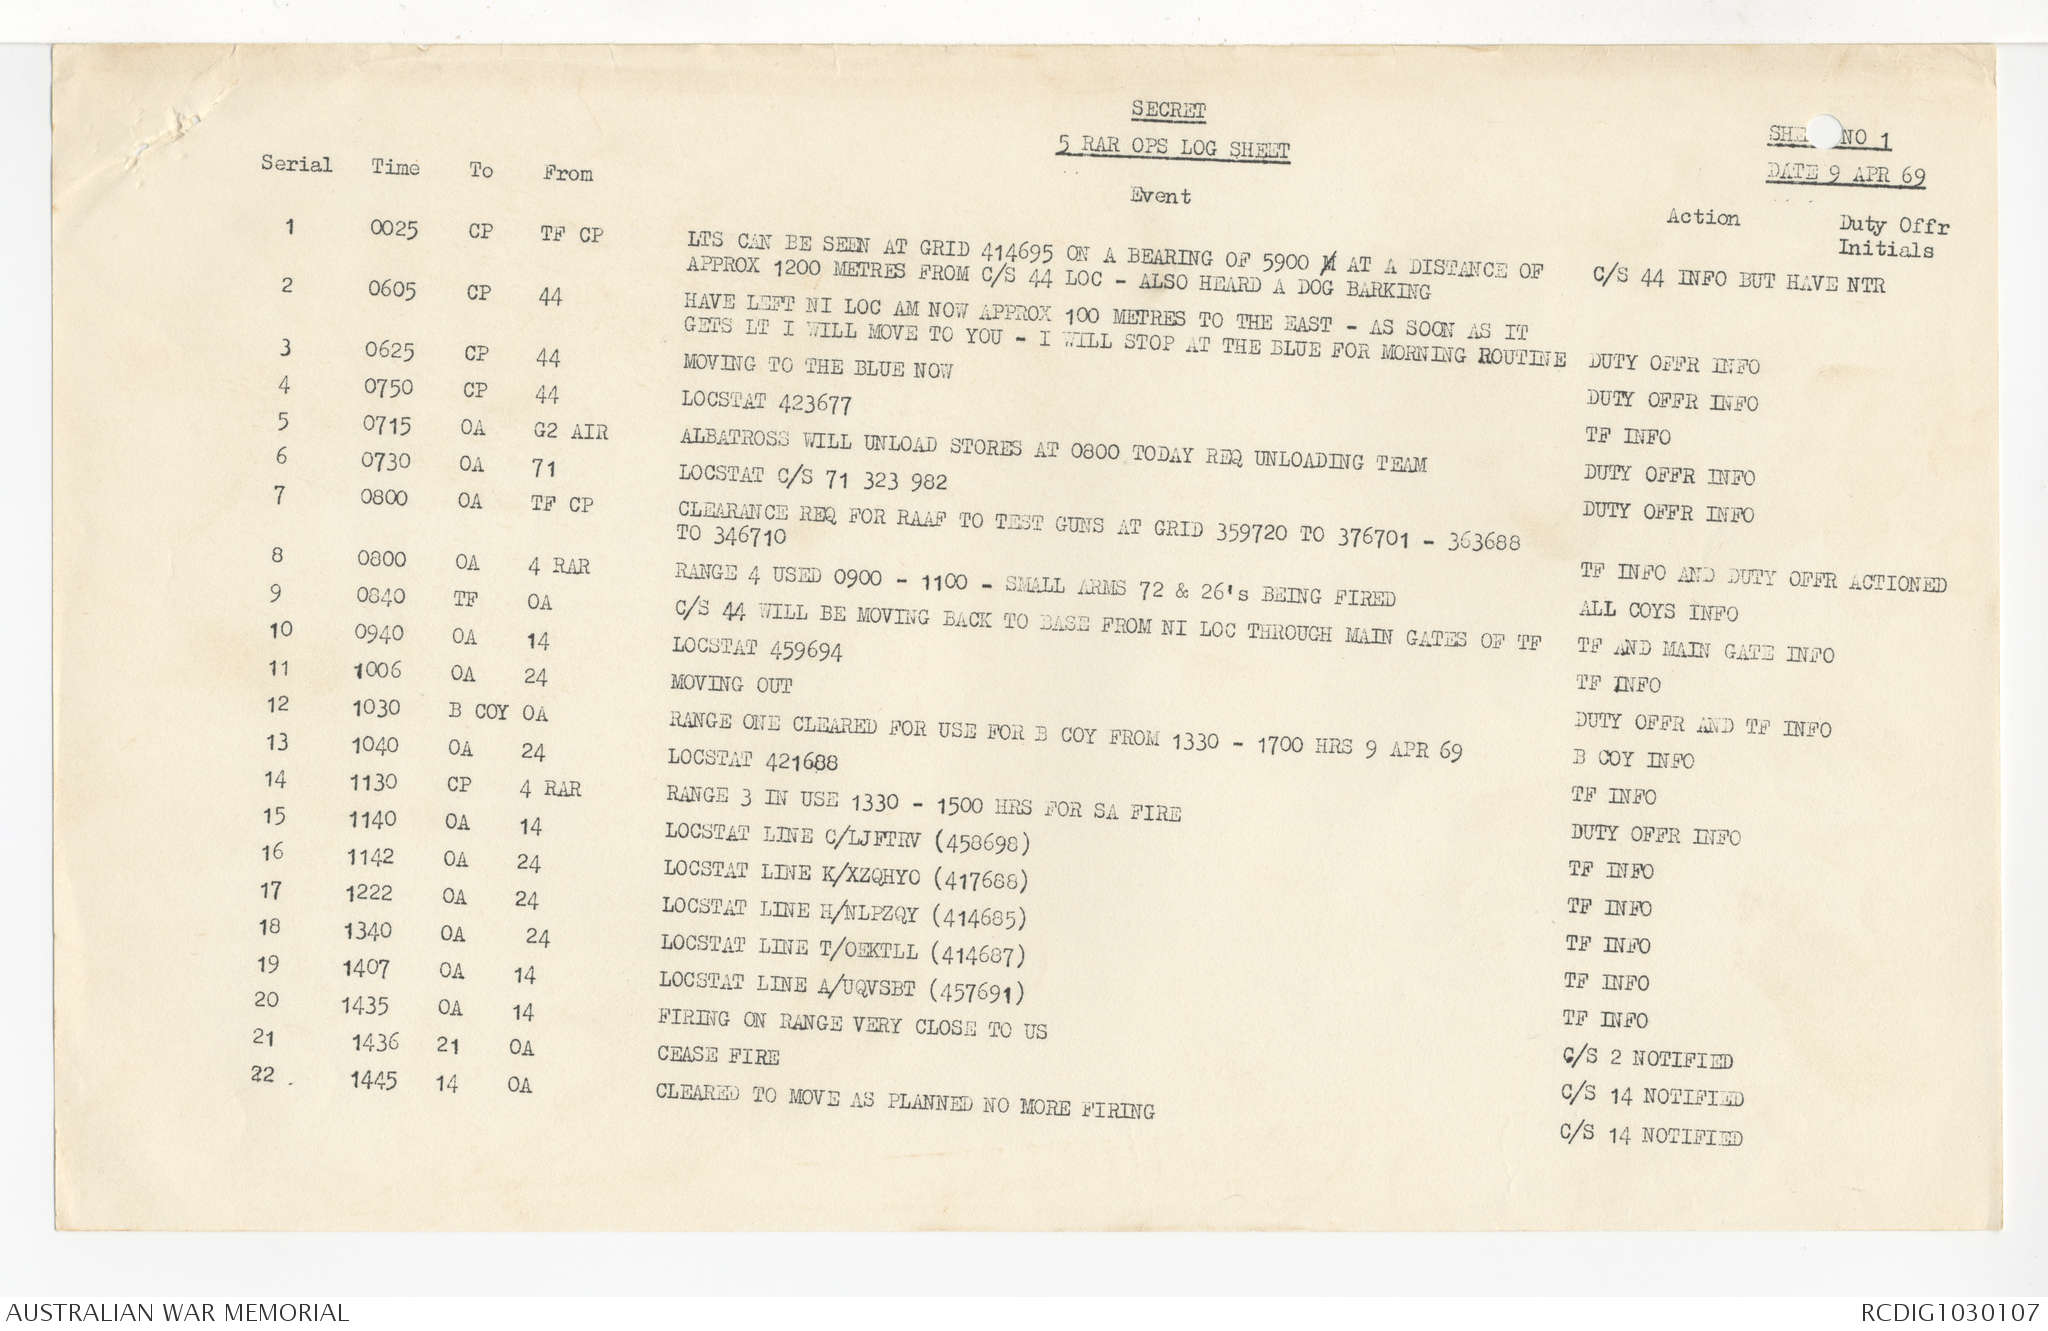 SECRET
5 RAR OPS LOG SHEET
SHE NO 1
DATE 9 APR 69
Serial Time To From Event Action Duty Offr
Initials
1 0025 CP TF CP LTS CAN BE SEEN AT GRID 414695 ON A BEARING OF 5900 M AT A DISTANCE OF
APPROX 1200 METRES FROM C/S 44 LOC - ALSO HEARD A DOG BARKING C/S 44 INFO BUT HAVE NTR
2 0605 CP 44 HAVE LEFT NI LOC AM NOW APPROX 100 METRES TO THE EAST - AS SOON AS IT
GETS LT I WILL MOVE TO YOU - I WILL STOP AT THE BLUE FOR MORNING ROUTINE DUTY OFFR INFO
3 0625 CP 44 MOVING TO THE BLUE NOW DUTY OFFR INFO
4 0750 CP 44 LOCSTAT 423677 TF INFO
5 0715 OA G2 AIR ALBATROSS WILL UNLOAD STORES AT 0800 TODAY REQ UNLOADING TEAM DUTY OFFR INFO
6 0730 OA 71 LOCSTAT C/S 71 323 982 DUTY OFFR INFO
7 0800 OA TF CP CLEARANCE REQ FOR RAAF TO TEST GUNS AT GRID 359720 TO 376701 - 363688
TO 346710 TF INFO AND DUTY OFFR ACTIONED
8 0800 OA 4 RAR RANGE 4 USED 0900 - 1100 - SMALL ARMS 72 & 26's BEING FIRED ALL COYS INFO
9 0840 TF OA C/S 44 WILL BE MOVING BACK TO BASE FROM NI LOC THROUGH MAIN GATES OF TF TF AND MAIN GATE INFO
10 0940 OA 14 LOCSTAT 459694 TF INFO
11 1006 OA 24 MOVING OUT DUTY OFFR AND TF INFO
12 1030 B COY OA RANGE ONE CLEARED FOR USE FOR B COY FROM 1330 - 1700 HRS 9 APR 69 B COY INFO
13 1040 OA 24 LOCSTAT 421688 TF INFO
14 1130 CP 4 RAR RANGE 3 IN USE 1330 - 1500 HRS FOR SA FIRE DUTY OFFR INFO
15 1140 OA 14 LOCSTAT LINE C/LJFTRV (458698) TF INFO
16 1142 OA 24 LOCSTAT LINE K/XZQHYO (417688) TF INFO
17 1222 OA 24 LOCSTAT LINE H/NLPZQY (414685) TF INFO
18 1340 OA 24 LOCSTAT LINE T/OEKTLL (414687) TF INFO
19 1407 OA 14 LOCSTAT LINE A/UQVSBT (457691) TF INFO
20 1435 OA 14 FIRING ON RANGE VERY CLOSE TO US C/S 2 NOTIFIED
21 1436 21 OA CEASE FIRE C/S 14 NOTIFIED
22 . 1445 14 OA CLEARED TO MOVE AS PLANNED NO MORE FIRING C/S 14 NOTIFIED
AUSTRALIAN WAR MEMORIAL RCDIG1030107